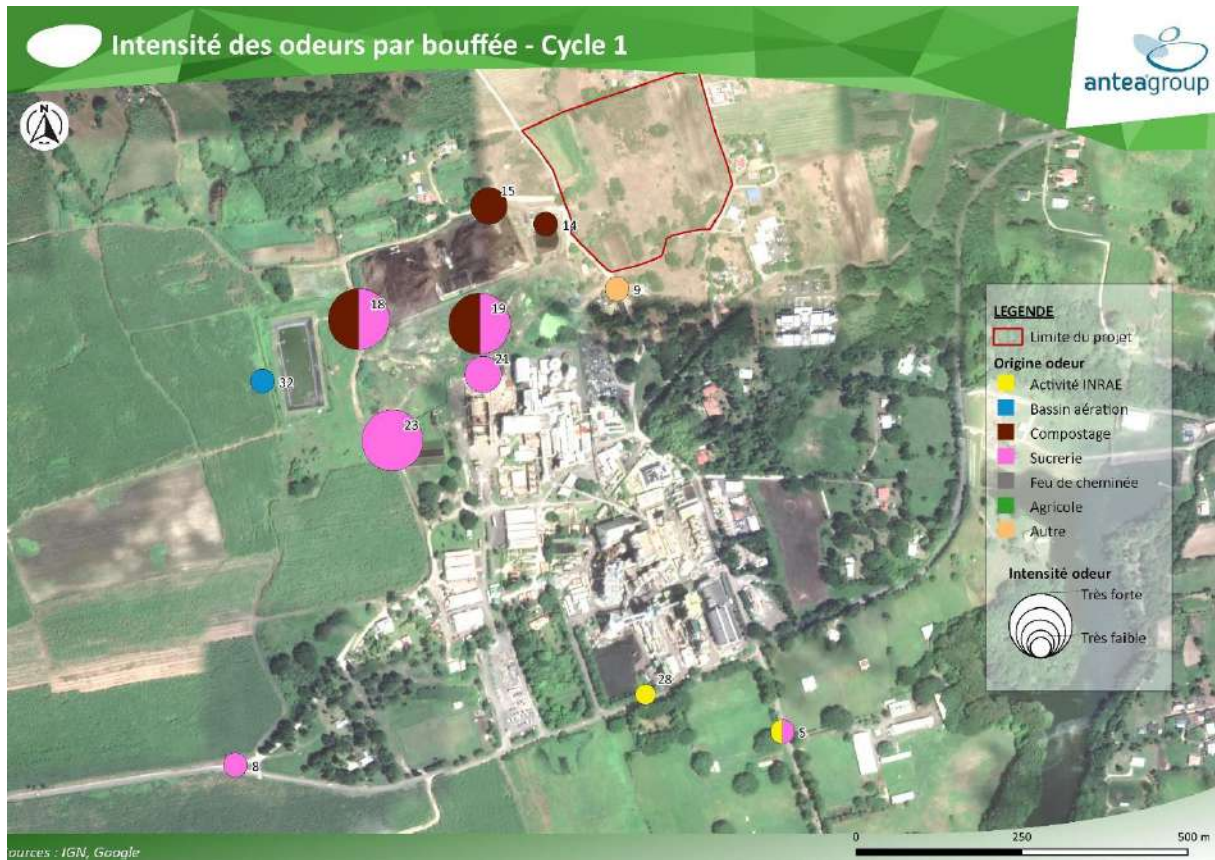 Intensité des odeurs par bouffée - Cycle 1
anteagroup
N
15
14
9
18
19
21
32
23
28
5
8
LEGENDE
Limite du projet
Origine odeur
Activité INRAE
Bassin aération
Compostage
Sucrerie
Feu de cheminée
Agricole
Autre
Intensité odeur
Très forte
Très faible
0
250
500 m
ources : IGN, Google